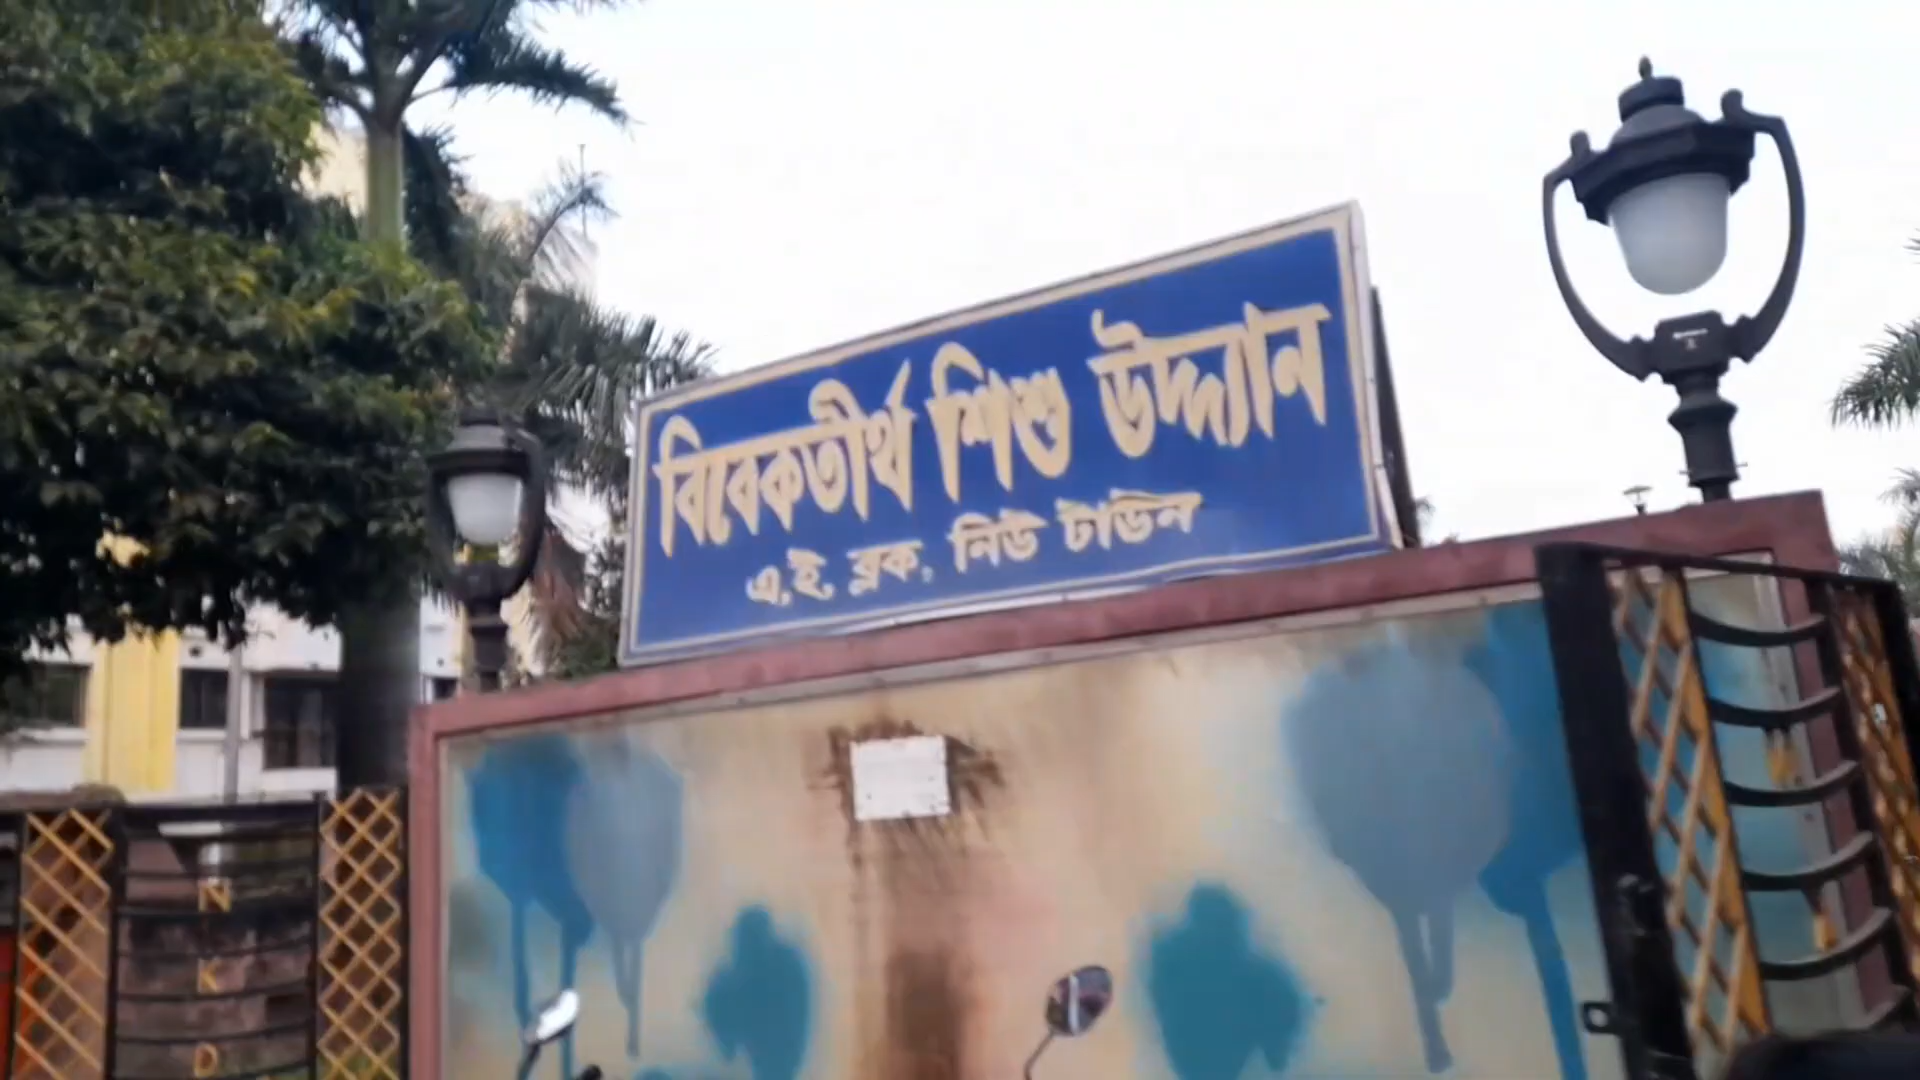 বিবেকতীর্থ শিশু উদ্দ্যান
এ.ই. ব্লক, নিউ টাউন
N
K
D